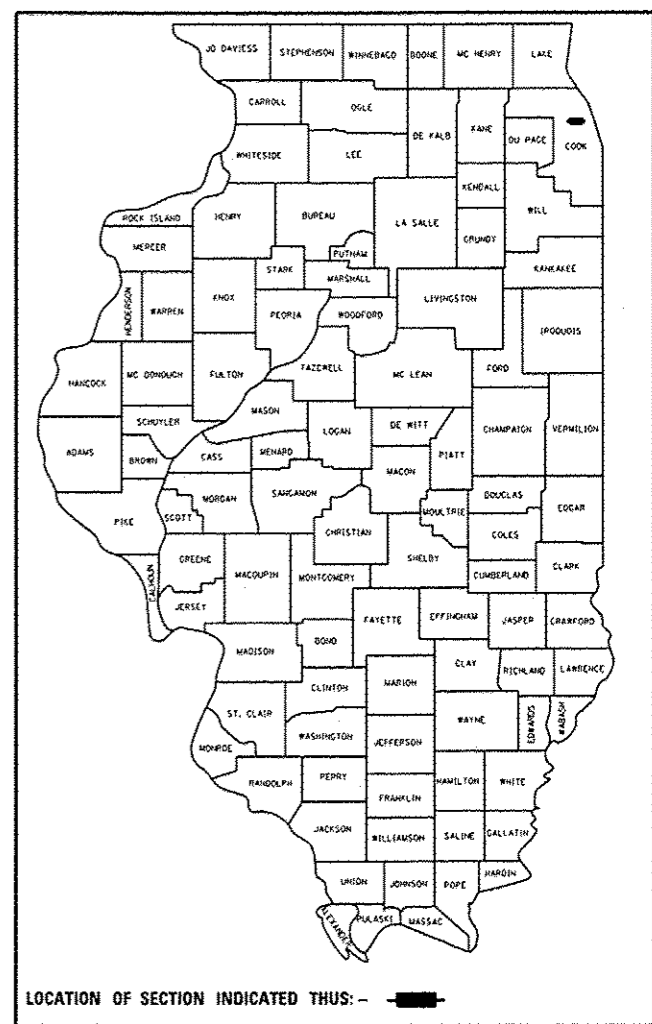 JO DAVIESS STEPHENSON WINNEBAGO BOONE MC HENRY LAKE
CARROLL OGLE DE KALB KANE DU PAGE COOK
WHITESIDE LEE
KENDALL WILL
ROCK ISLAND HENRY BUREAU LA SALLE GRUNDY
MERCER PUTNAM KANKAKEE
STARK MARSHALL
HENDERSON WARREN KNOX PEORIA WOODFORD LIVINGSTON IROQUOIS
HANCOCK MC DONOUGH FULTON TAZEWELL MC LEAN FORD
MASON
SCHUYLER LOGAN DE WITT CHAMPAIGN VERMILION
ADAMS BROWN CASS MENARD MACON PIATT
PIKE SCOTT MORGAN SANGAMON CHRISTIAN MOULTRIE DOUGLAS EDGAR
COLES
CALHOUN GREENE MACOUPIN MONTGOMERY SHELBY CUMBERLAND CLARK
JERSEY FAYETTE EFFINGHAM JASPER CRAWFORD
MADISON BOND
CLAY RICHLAND LAWRENCE
CLINTON MARION
ST. CLAIR WAYNE EDWARDS WABASH
MONROE WASHINGTON JEFFERSON
RANDOLPH PERRY HAMILTON WHITE
FRANKLIN
JACKSON WILLIAMSON SALINE GALLATIN
UNION JOHNSON POPE HARDIN
ALEXANDER PULASKI MASSAC
LOCATION OF SECTION INDICATED THUS: –